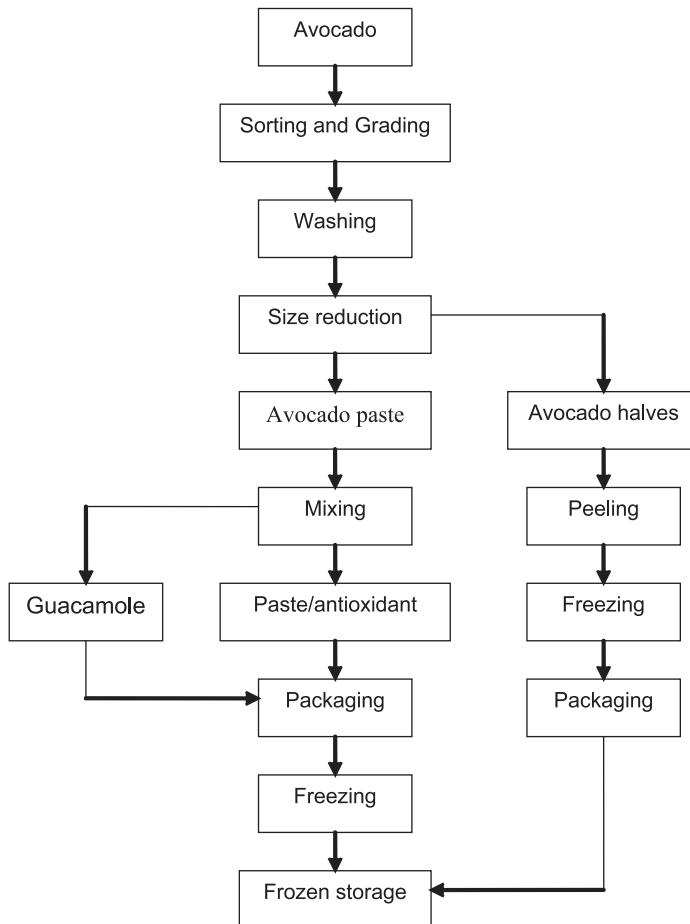 Avocado
Sorting and Grading
Washing
Size reduction
Avocado paste
Avocado halves
Mixing
Peeling
Guacamole
Paste/antioxidant
Freezing
Packaging
Packaging
Freezing
Frozen storage